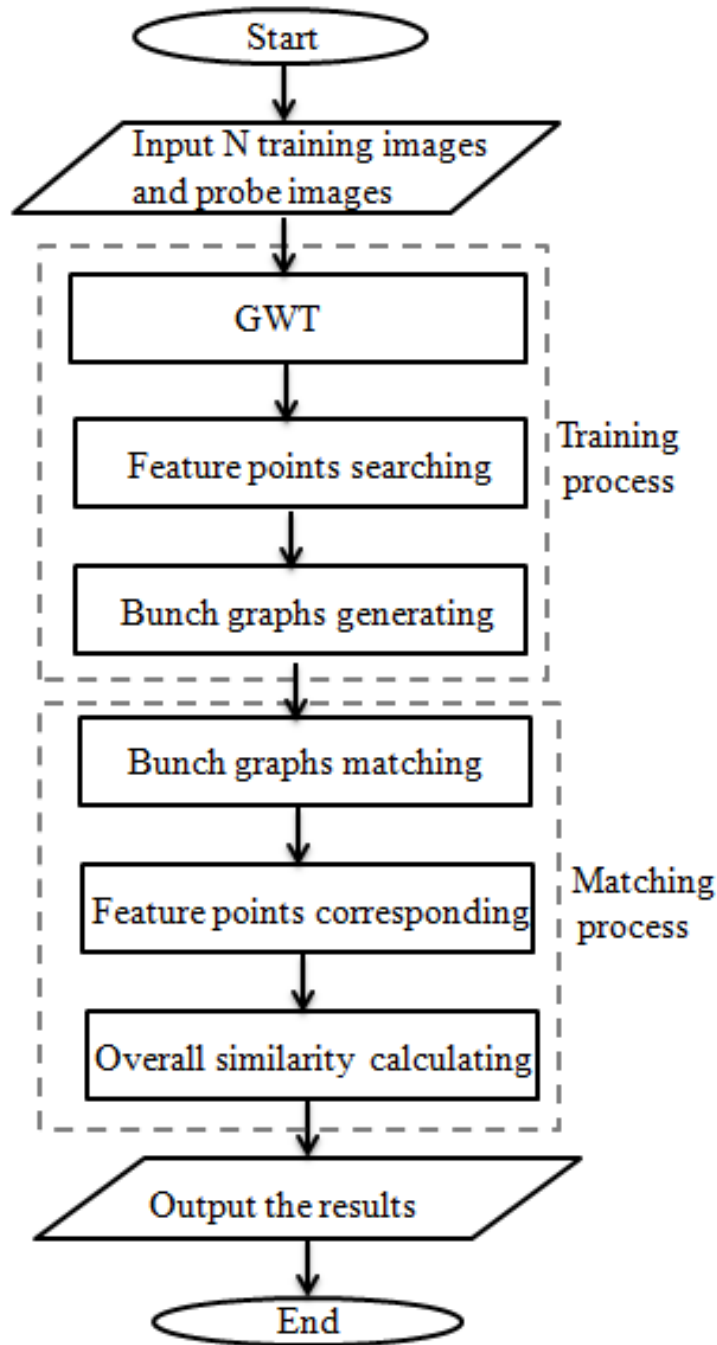 Start
Input N training images
and probe images
GWT
Feature points searching
Training
process
Bunch graphs generating
Bunch graphs matching
Feature points corresponding
Matching
process
Overall similarity calculating
Output the results
End